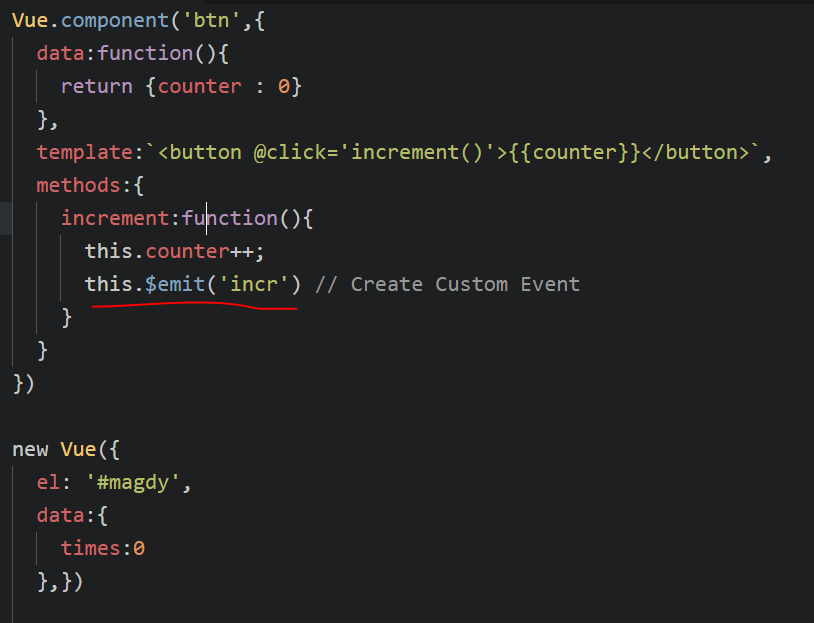 Vue.component('btn',{
  data:function(){
    return {counter : 0}
  },
  template:`<button @click='increment()'>{{counter}}</button>`,
  methods:{
    increment:function(){
      this.counter++;
      this.$emit('incr') // Create Custom Event
    }
  }
})
new Vue({
  el: '#magdy',
  data:{
    times:0
  },})